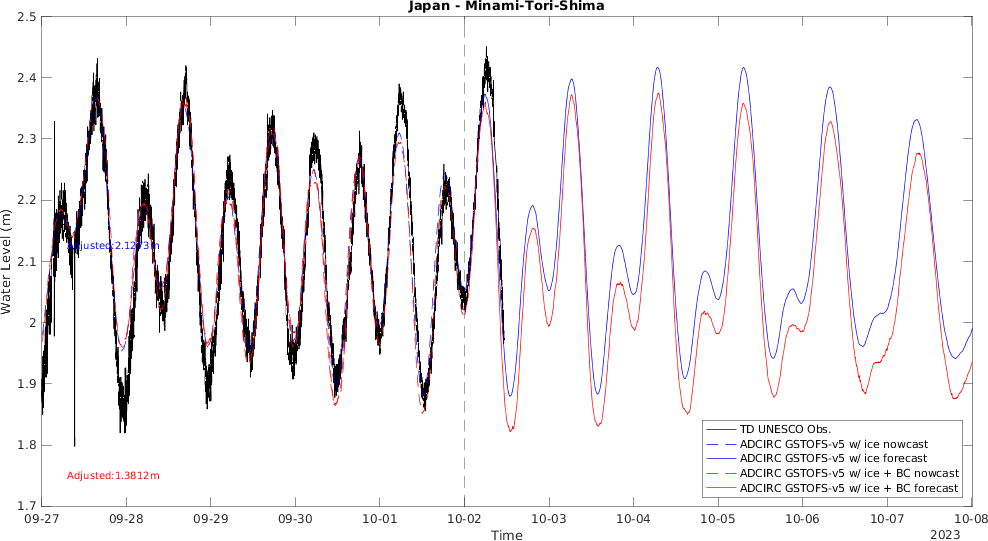 Japan - Minami-Tori-Shima
2.5
2.4
2.3
2.2
2.1
2
1.9
1.8
1.7
Water Level (m)
Adjusted:2.1273m
Adjusted:1.3812m
TD UNESCO Obs.
ADCIRC GSTOFS-v5 w/ ice nowcast
ADCIRC GSTOFS-v5 w/ ice forecast
ADCIRC GSTOFS-v5 w/ ice + BC nowcast
ADCIRC GSTOFS-v5 w/ ice + BC forecast
09-27 09-28 09-29 09-30 10-01 10-02 10-03 10-04 10-05 10-06 10-07 10-08
Time
2023